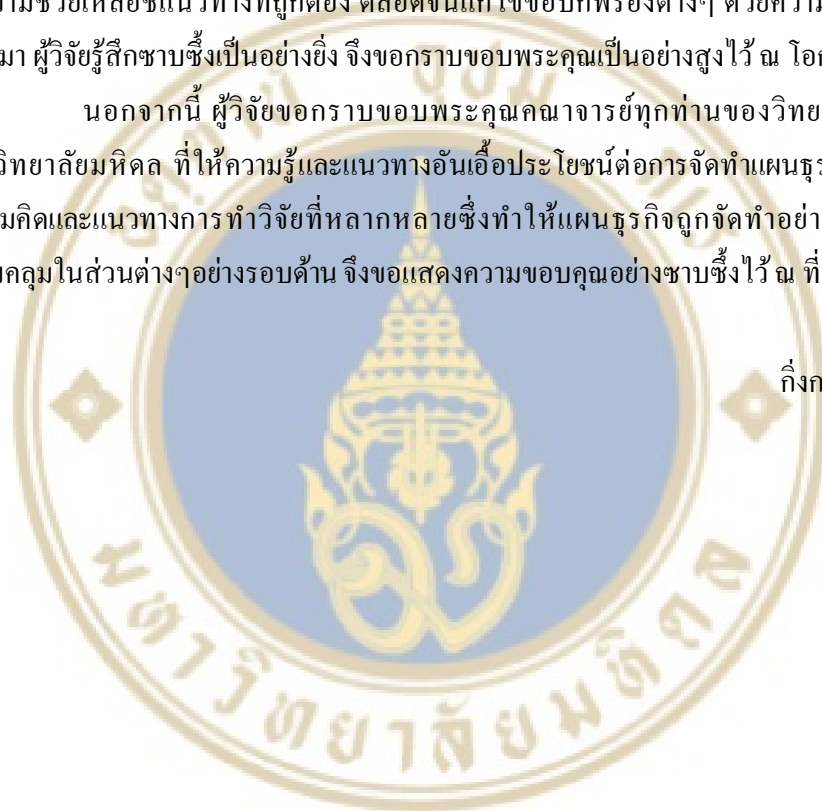 ามช่วยเหลือชี้แนวทางที่ถูกต้อง ตลอดจนแก้ไขข้อบกพร่องต่างๆ ด้วยความ
มา ผู้วิจัยรู้สึกซาบซึ้งเป็นอย่างยิ่ง จึงขอกราบขอบพระคุณเป็นอย่างสูงไว้ ณ โอก
นอกจากนี้ ผู้วิจัยขอกราบขอบพระคุณคณาจารย์ทุกท่านของวิทย
วิทยาลัยมหิดล ที่ให้ความรู้และแนวทางอันเอื้อประโยชน์ต่อการจัดทำแผนธุร
มคิดและแนวทางการทำวิจัยที่หลากหลายซึ่งทำให้แผนธุรกิจถูกจัดทำอย่า
คลุมในส่วนต่างๆอย่างรอบด้าน จึงขอแสดงความขอบคุณอย่างซาบซึ้งไว้ ณ ที่
กิ่งก
มหาวิทยาลัยมหิดล